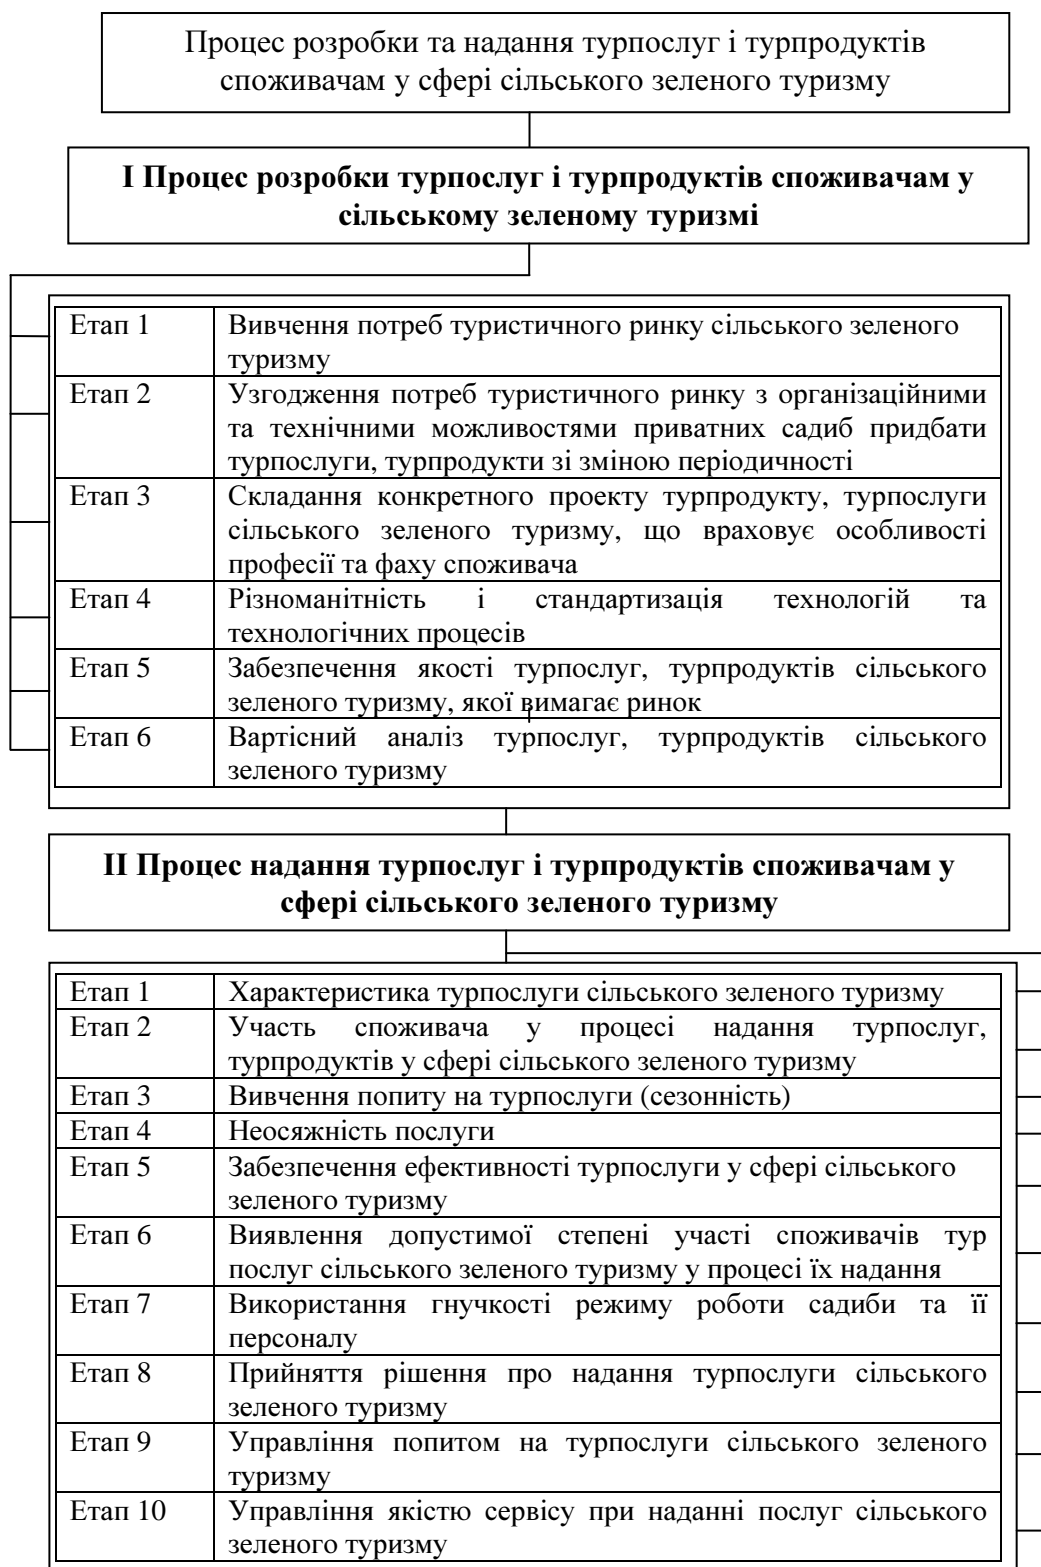 Процес розробки та надання турпослуг і турпродуктів
споживачам у сфері сільського зеленого туризму
І Процес розробки турпослуг і турпродуктів споживачам у
сільському зеленому туризмі
Етап 1 Вивчення потреб туристичного ринку сільського зеленого
туризму
Етап 2 Узгодження потреб туристичного ринку з організаційними
та технічними можливостями приватних садиб придбати
турпослуги, турпродукти зі зміною періодичності
Етап 3 Складання конкретного проекту турпродукту, турпослуги
сільського зеленого туризму, що враховує особливості
професії та фаху споживача
Етап 4 Різноманітність і стандартизація технологій та
технологічних процесів
Етап 5 Забезпечення якості турпослуг, турпродуктів сільського
зеленого туризму, якої вимагає ринок
Етап 6 Вартісний аналіз турпослуг, турпродуктів сільського
зеленого туризму
ІІ Процес надання турпослуг і турпродуктів споживачам у
сфері сільського зеленого туризму
Етап 1 Характеристика турпослуги сільського зеленого туризму
Етап 2 Участь споживача у процесі надання турпослуг,
турпродуктів у сфері сільського зеленого туризму
Етап 3 Вивчення попиту на турпослуги (сезонність)
Етап 4 Неосяжність послуги
Етап 5 Забезпечення ефективності турпослуги у сфері сільського
зеленого туризму
Етап 6 Виявлення допустимої степені участі споживачів тур
послуг сільського зеленого туризму у процесі їх надання
Етап 7 Використання гнучкості режиму роботи садиби та її
персоналу
Етап 8 Прийняття рішення про надання турпослуги сільського
зеленого туризму
Етап 9 Управління попитом на турпослуги сільського зеленого
туризму
Етап 10 Управління якістю сервісу при наданні послуг сільського
зеленого туризму